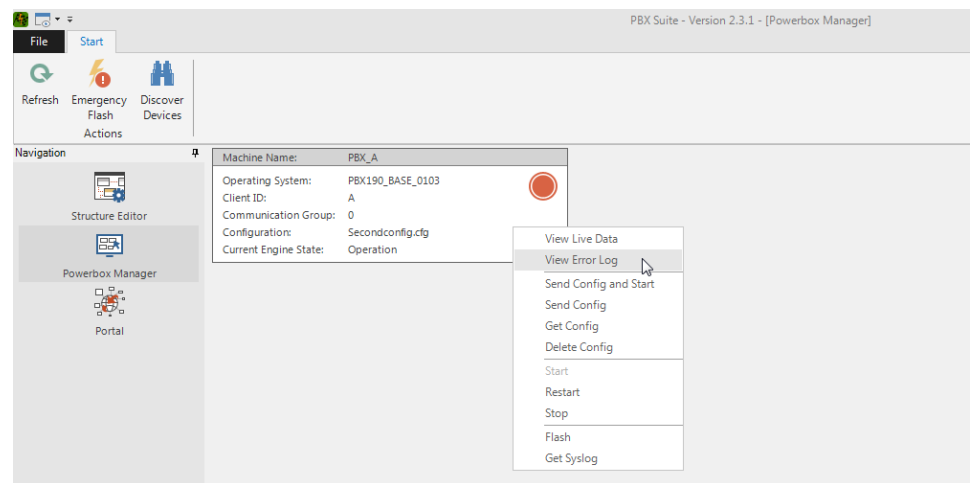 PBX Suite - Version 2.3.1 - [Powerbox Manager]
File Start
Refresh Emergency Flash Discover Devices
Actions
Navigation
Structure Editor
Powerbox Manager
Portal
Machine Name: PBX_A
Operating System: PBX190_BASE_0103
Client ID: A
Communication Group: 0
Configuration: Secondconfig.cfg
Current Engine State: Operation
View Live Data
View Error Log
Send Config and Start
Send Config
Get Config
Delete Config
Start
Restart
Stop
Flash
Get Syslog